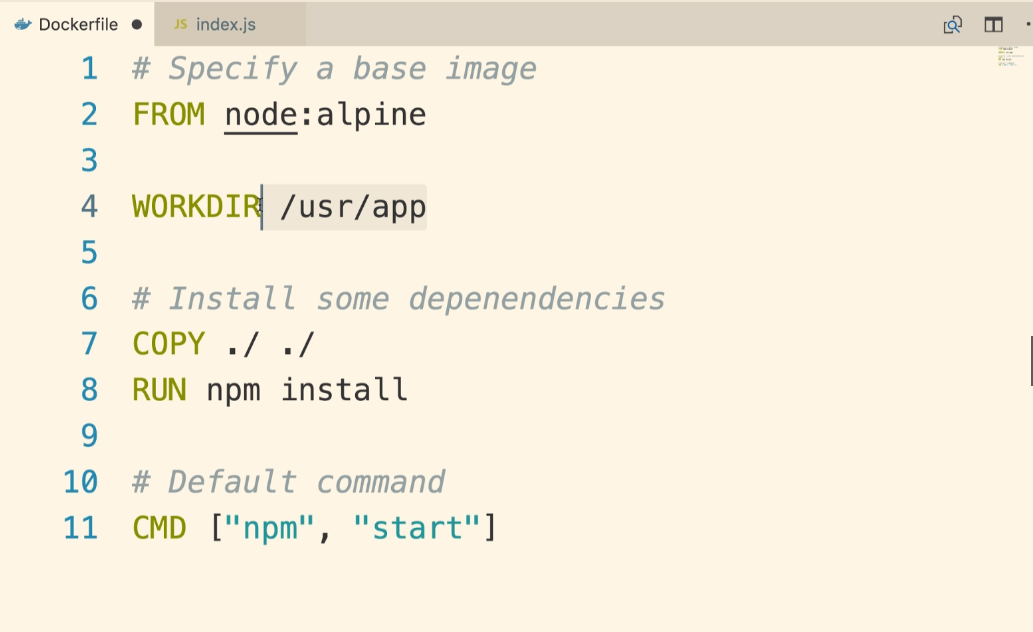 Dockerfile
JS index.js
1 # Specify a base image
2 FROM node:alpine
3
4 WORKDIR /usr/app
5
6 # Install some depenendencies
7 COPY ./ ./
8 RUN npm install
9
10 # Default command
11 CMD ["npm", "start"]